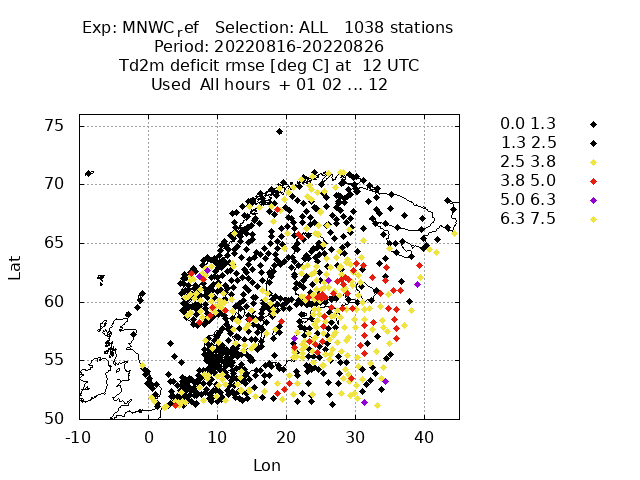 Exp: MNWC_ref   Selection: ALL   1038 stations
Period: 20220816-20220826
Td2m deficit rmse [deg C] at  12 UTC
Used  All hours  + 01 02 ... 12
75
70
65
60
55
50
-10 0 10 20 30 40
Lat
Lon
0.0 1.3
1.3 2.5
2.5 3.8
3.8 5.0
5.0 6.3
6.3 7.5